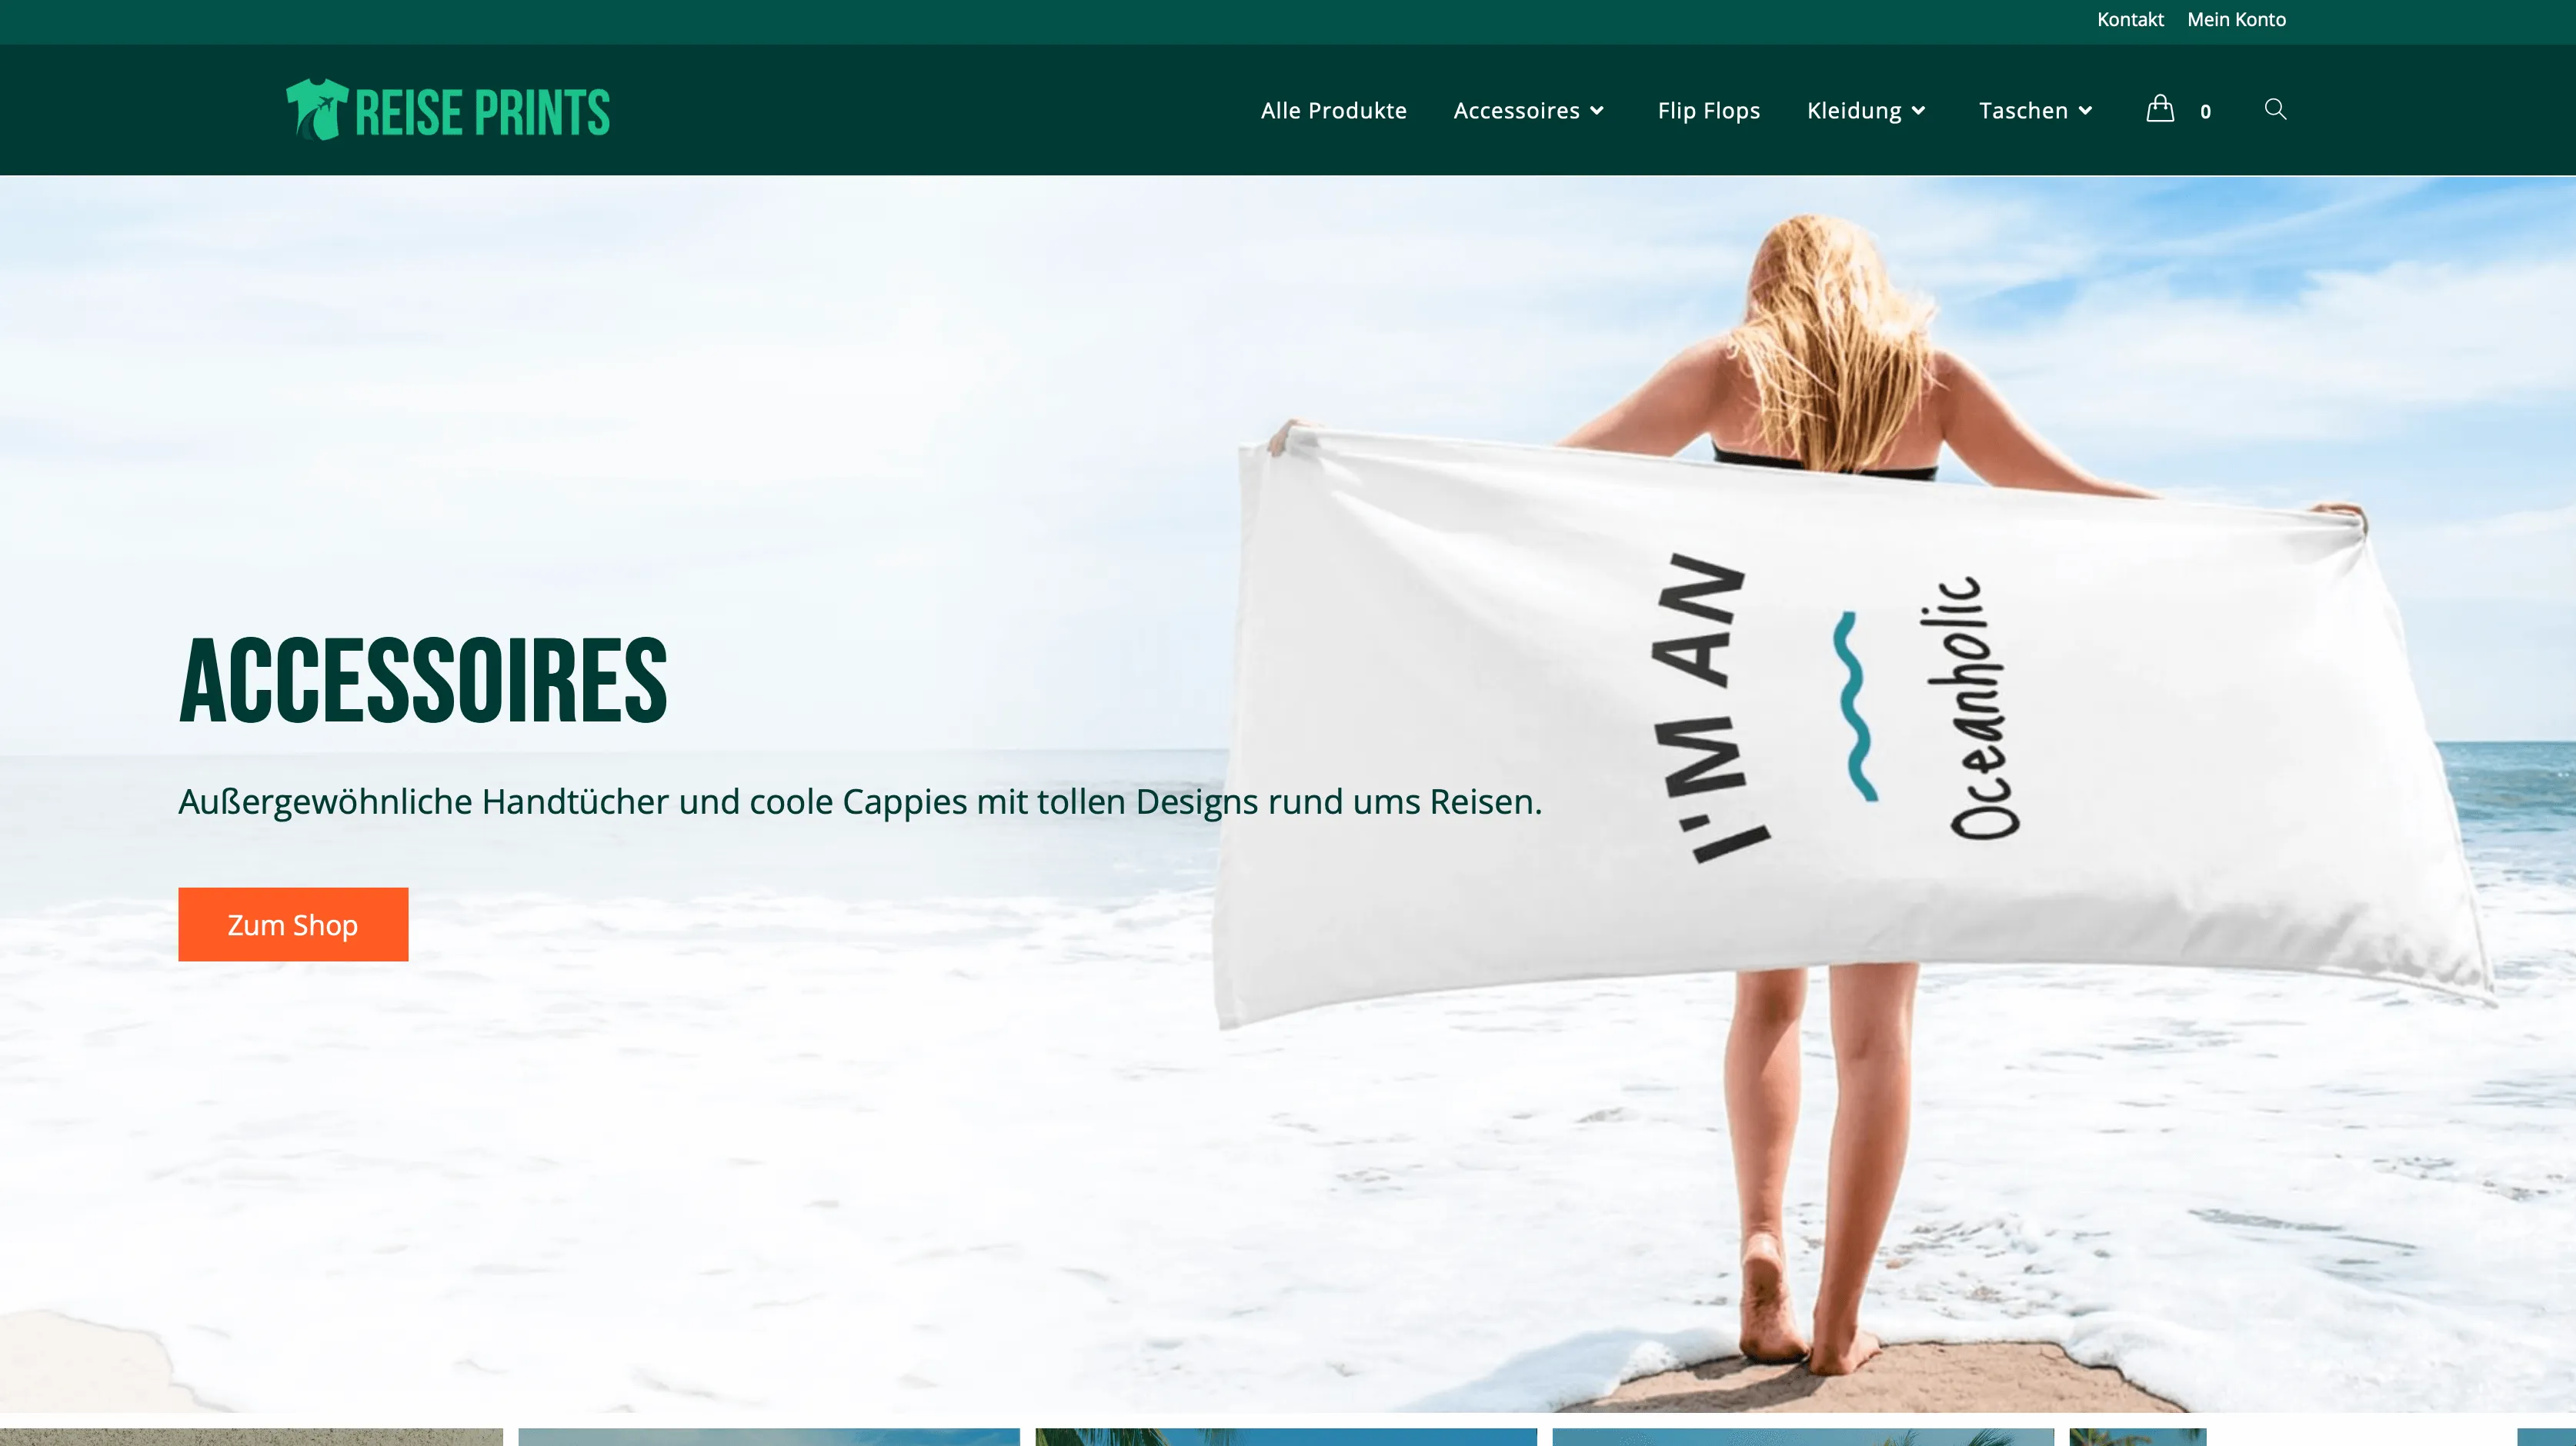 Kontakt Mein Konto
REISE PRINTS
Alle Produkte Accessoires Flip Flops Kleidung Taschen 0
I'M AN
Oceanholic
ACCESSOIRES
Außergewöhnliche Handtücher und coole Cappies mit tollen Designs rund ums Reisen.
Zum Shop